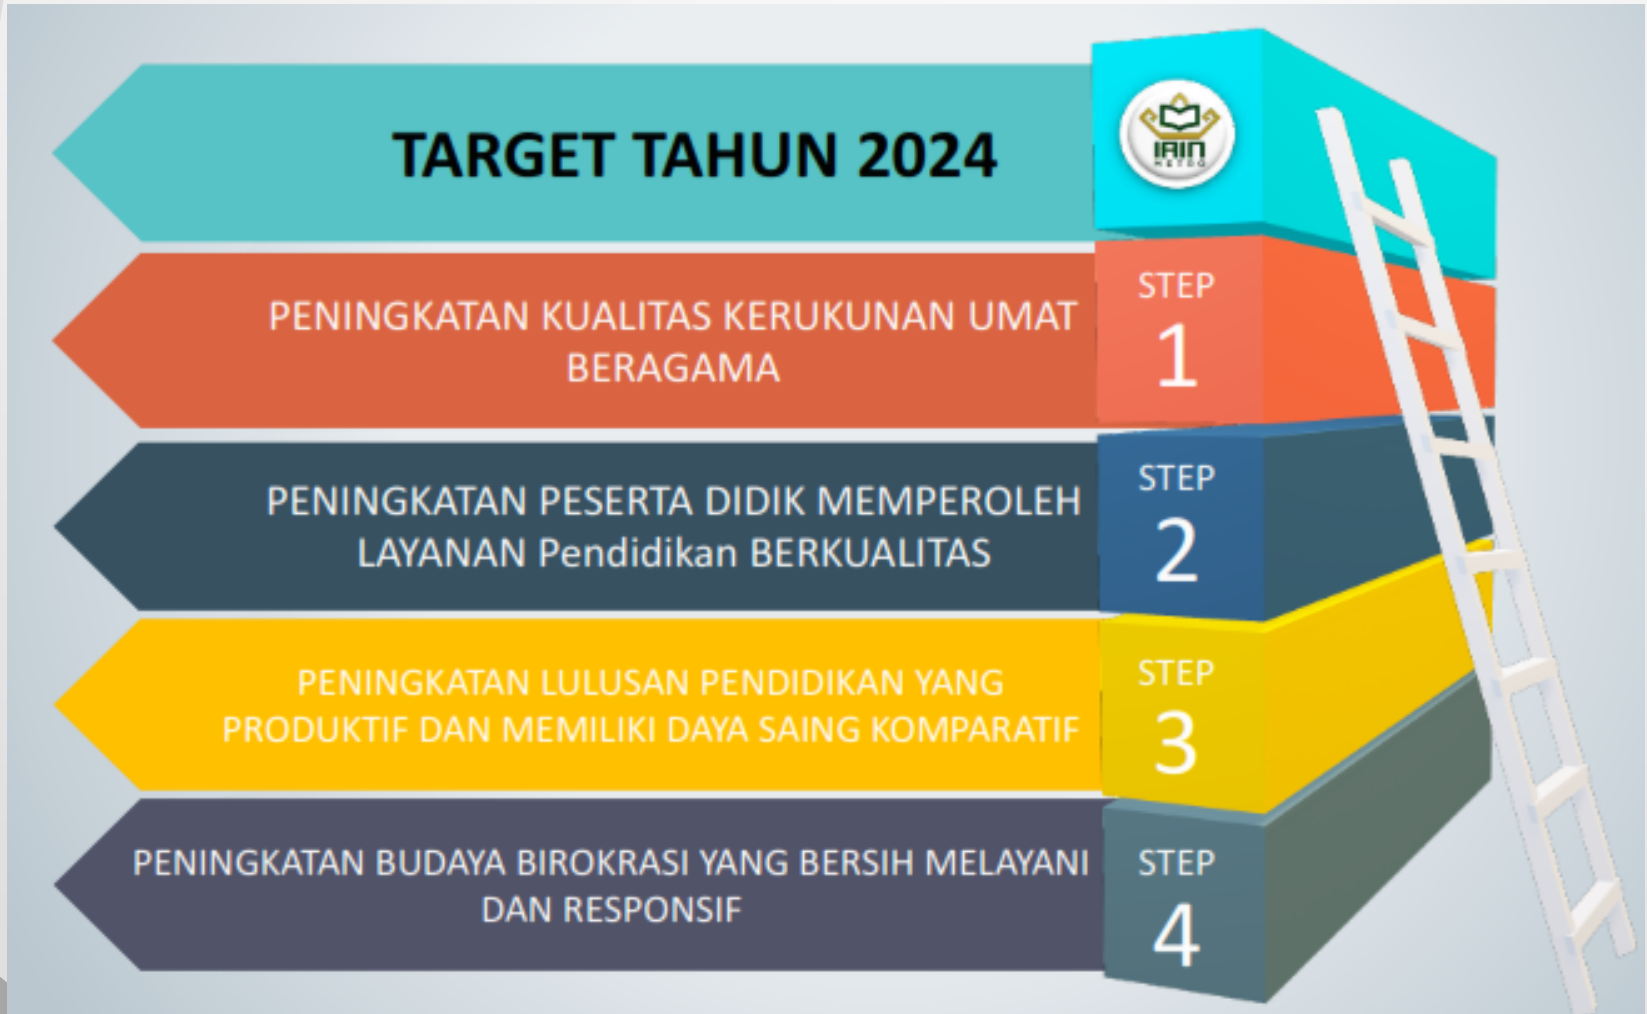 TARGET TAHUN 2024
IAIN
METRO
PENINGKATAN KUALITAS KERUKUNAN UMAT
BERAGAMA
STEP
1
PENINGKATAN PESERTA DIDIK MEMPEROLEH
LAYANAN Pendidikan BERKUALITAS
STEP
2
PENINGKATAN LULUSAN PENDIDIKAN YANG
PRODUKTIF DAN MEMILIKI DAYA SAING KOMPARATIF
STEP
3
PENINGKATAN BUDAYA BIROKRASI YANG BERSIH MELAYANI
DAN RESPONSIF
STEP
4